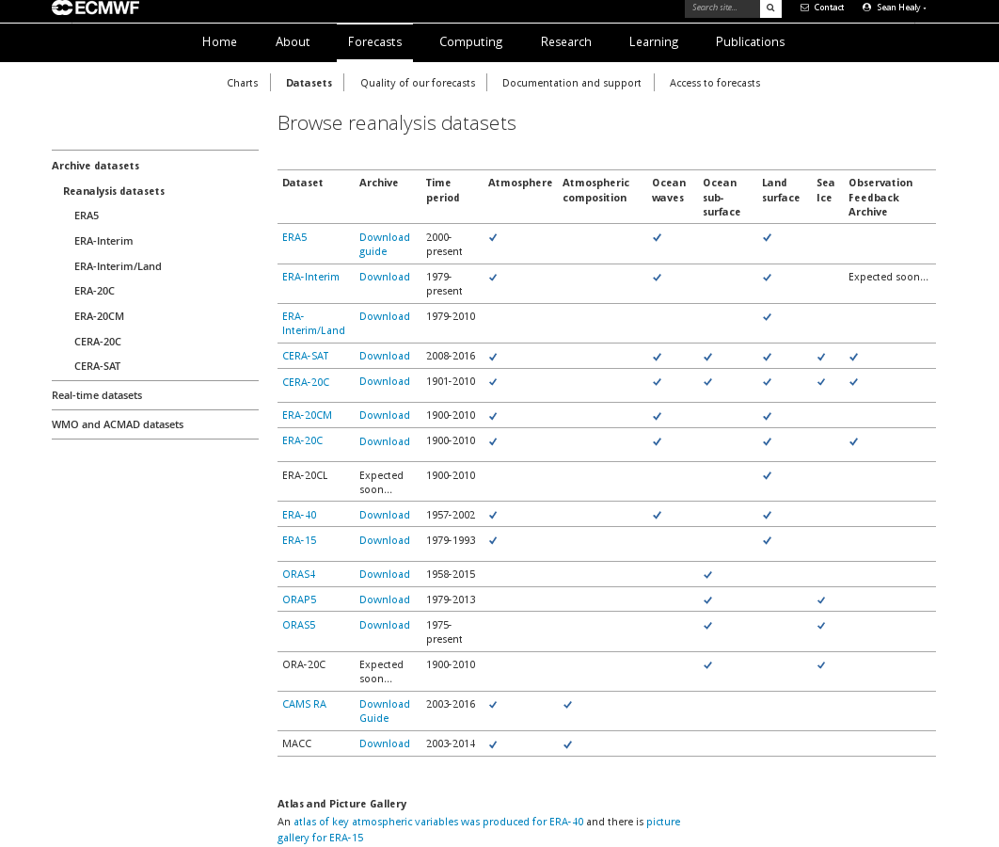 ECMWF
Search site...
Contact
Sean Healy
Home About Forecasts Computing Research Learning Publications
Charts Datasets Quality of our forecasts Documentation and support Access to forecasts
Browse reanalysis datasets
Archive datasets
Reanalysis datasets
ERA5
ERA-Interim
ERA-Interim/Land
ERA-20C
ERA-20CM
CERA-20C
CERA-SAT
Real-time datasets
WMO and ACMAD datasets
Dataset Archive Time Atmosphere Atmospheric Ocean Ocean Land Sea Observation
period composition waves sub- surface Ice Feedback
surface Archive
ERA5 Download 2000- ✓ ✓ ✓
guide present
ERA-Interim Download 1979- ✓ ✓ ✓ Expected soon...
present
ERA- Download 1979-2010 ✓
Interim/Land
CERA-SAT Download 2008-2016 ✓ ✓ ✓ ✓ ✓ ✓
CERA-20C Download 1901-2010 ✓ ✓ ✓ ✓ ✓ ✓
ERA-20CM Download 1900-2010 ✓ ✓ ✓
ERA-20C Download 1900-2010 ✓ ✓ ✓ ✓
ERA-20CL Expected 1900-2010 ✓
soon...
ERA-40 Download 1957-2002 ✓ ✓ ✓
ERA-15 Download 1979-1993 ✓ ✓
ORAS4 Download 1958-2015 ✓
ORAP5 Download 1979-2013 ✓ ✓
ORAS5 Download 1975- ✓ ✓
present
ORA-20C Expected 1900-2010 ✓ ✓
soon...
CAMS RA Download 2003-2016 ✓ ✓
Guide
MACC Download 2003-2014 ✓ ✓
Atlas and Picture Gallery
An atlas of key atmospheric variables was produced for ERA-40 and there is picture
gallery for ERA-15